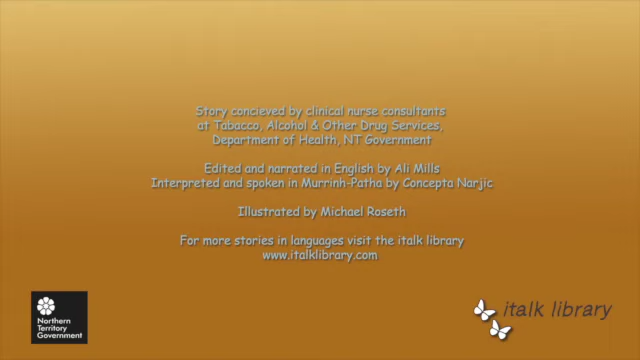 Story concieved by clinical nurse consultants
at Tabacco, Alcohol & Other Drug Services,
Department of Health, NT Government
Edited and narrated in English by Ali Mills
Interpreted and spoken in Murrinh-Patha by Concepta Narjic
Illustrated by Michael Roseth
For more stories in languages visit the italk library
www.italklibrary.com
Northern
Territory
Government
italk library